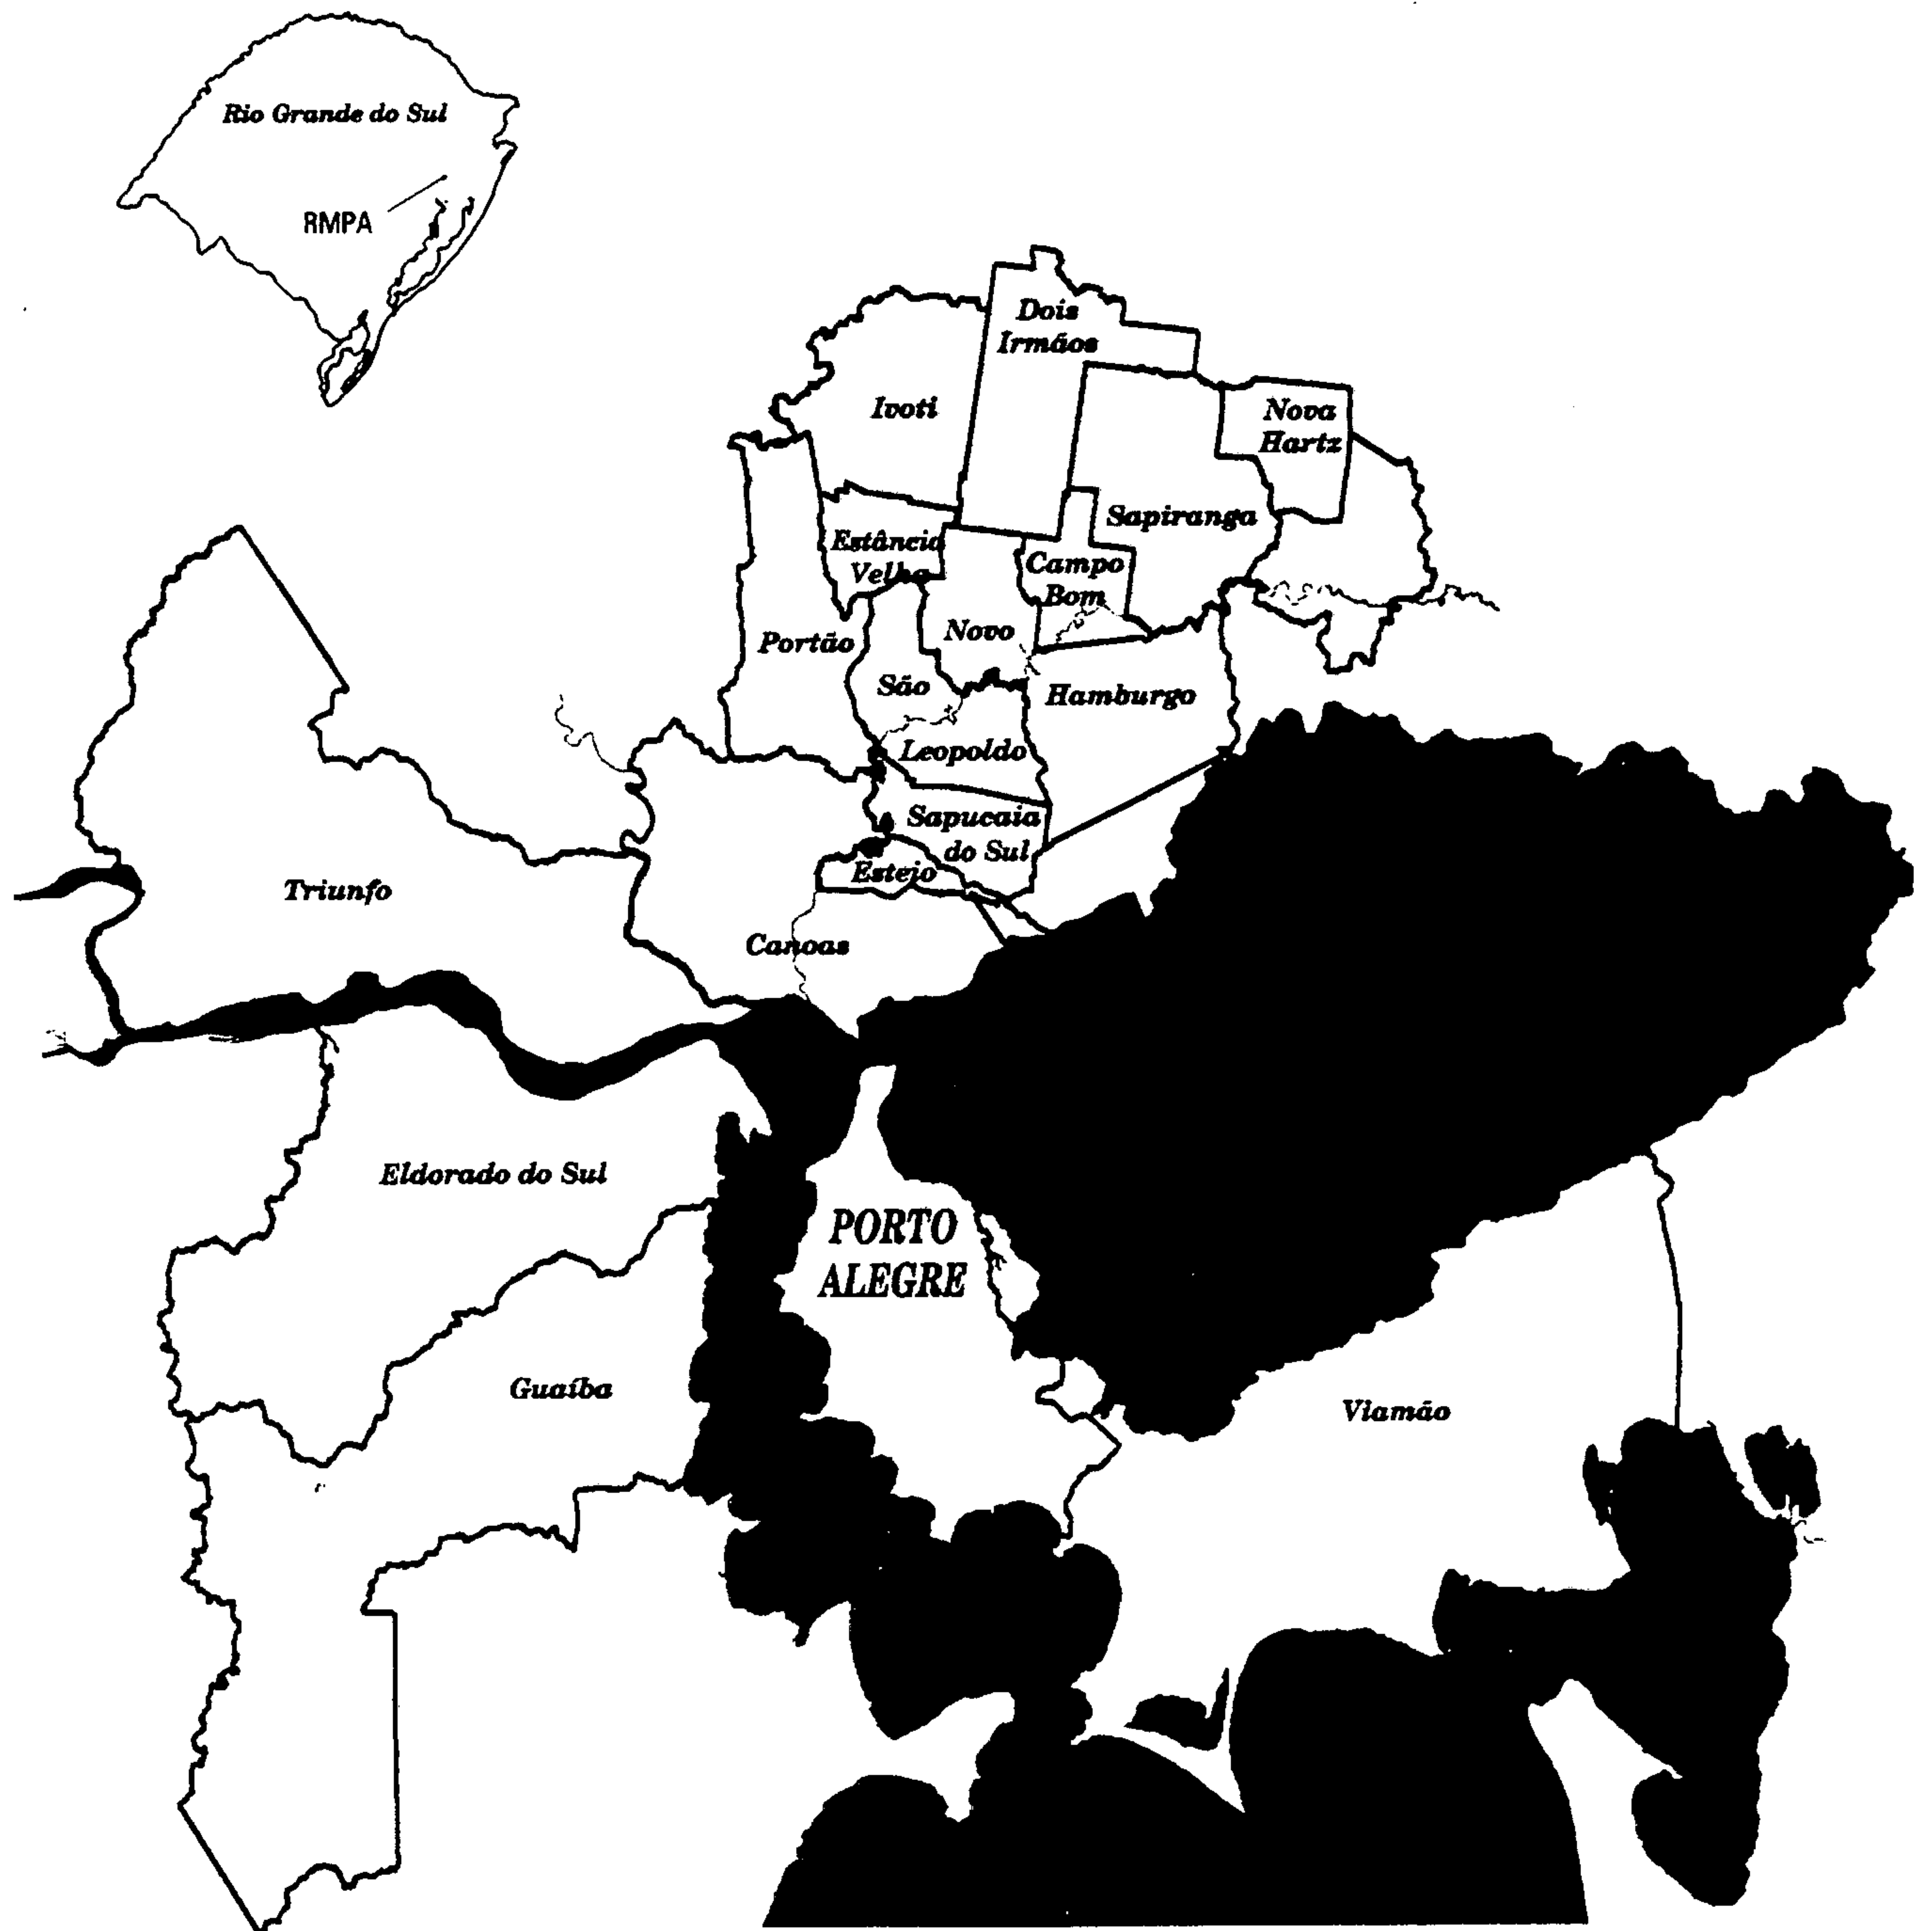 Rio Grande do Sul
RMPA
Dois
Irmãos
Ivoti
Nova
Hartz
Sapiranga
Estância
Velha
Campo
Bom
Portão
Novo
São
Hamburgo
Leopoldo
Sapucaia
do Sul
Esteio
Triunfo
Canoas
Eldorado do Sul
PORTO
ALEGRE
Guaíba
Viamão